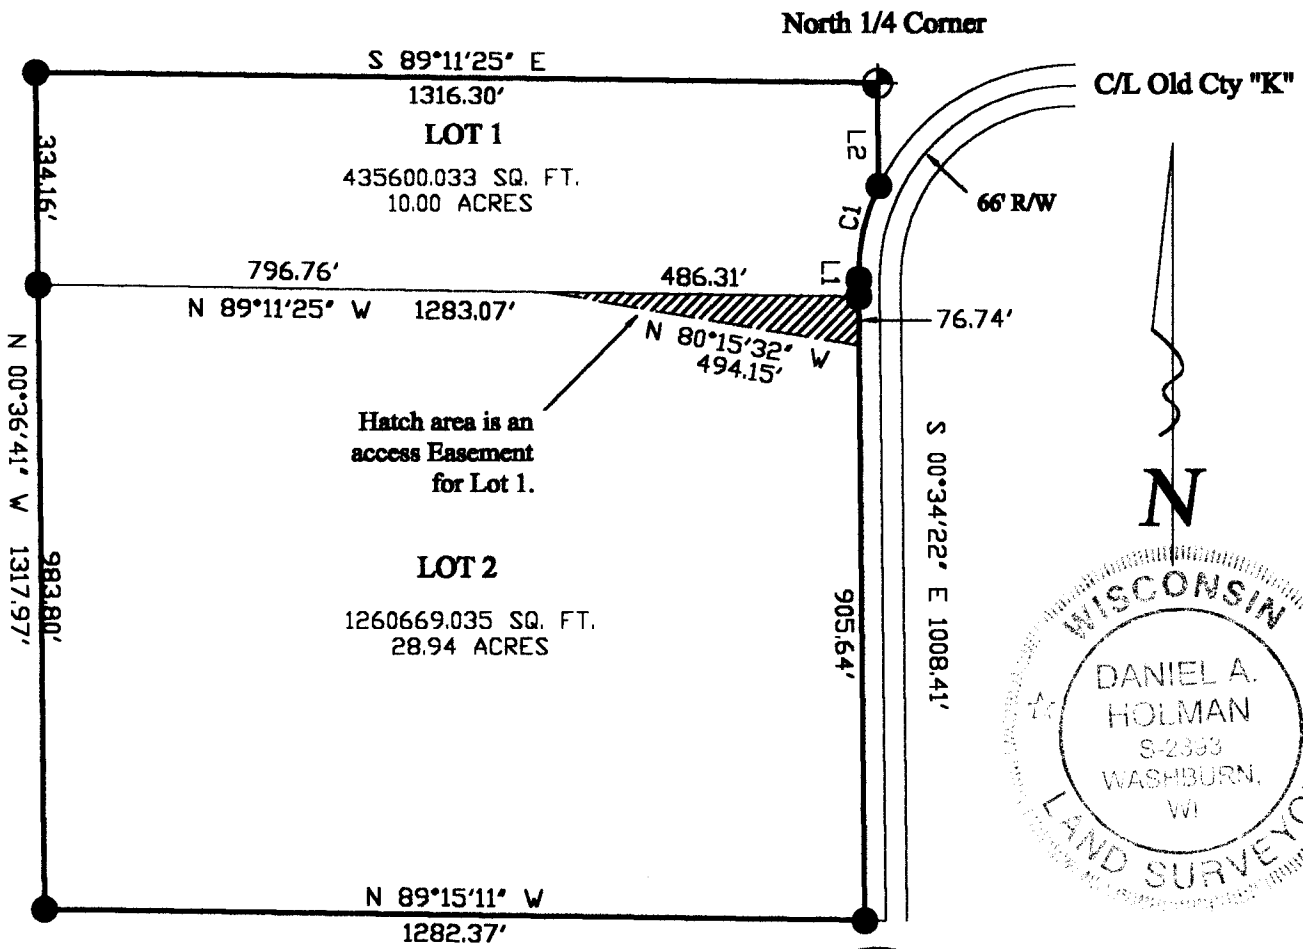 North 1/4 Corner
S 89°11'25" E
1316.30'
C/L Old Cty "K"
LOT 1
435600.033 SQ. FT.
10.00 ACRES
334.16'
L2
66' R/W
C1
L1
796.76'
486.31'
N 89°11'25" W 1283.07'
76.74'
N 80°15'32" W
494.15'
Hatch area is an
access Easement
for Lot 1.
N 00°36'41" W 1317.97'
983.80'
S 00°34'22" E 1008.41'
905.64'
N
LOT 2
1260669.035 SQ. FT.
28.94 ACRES
WISCONSIN
DANIEL A.
HOLMAN
WASHBURN,
WI
LAND SURVEYO
N 89°15'11" W
1282.37'